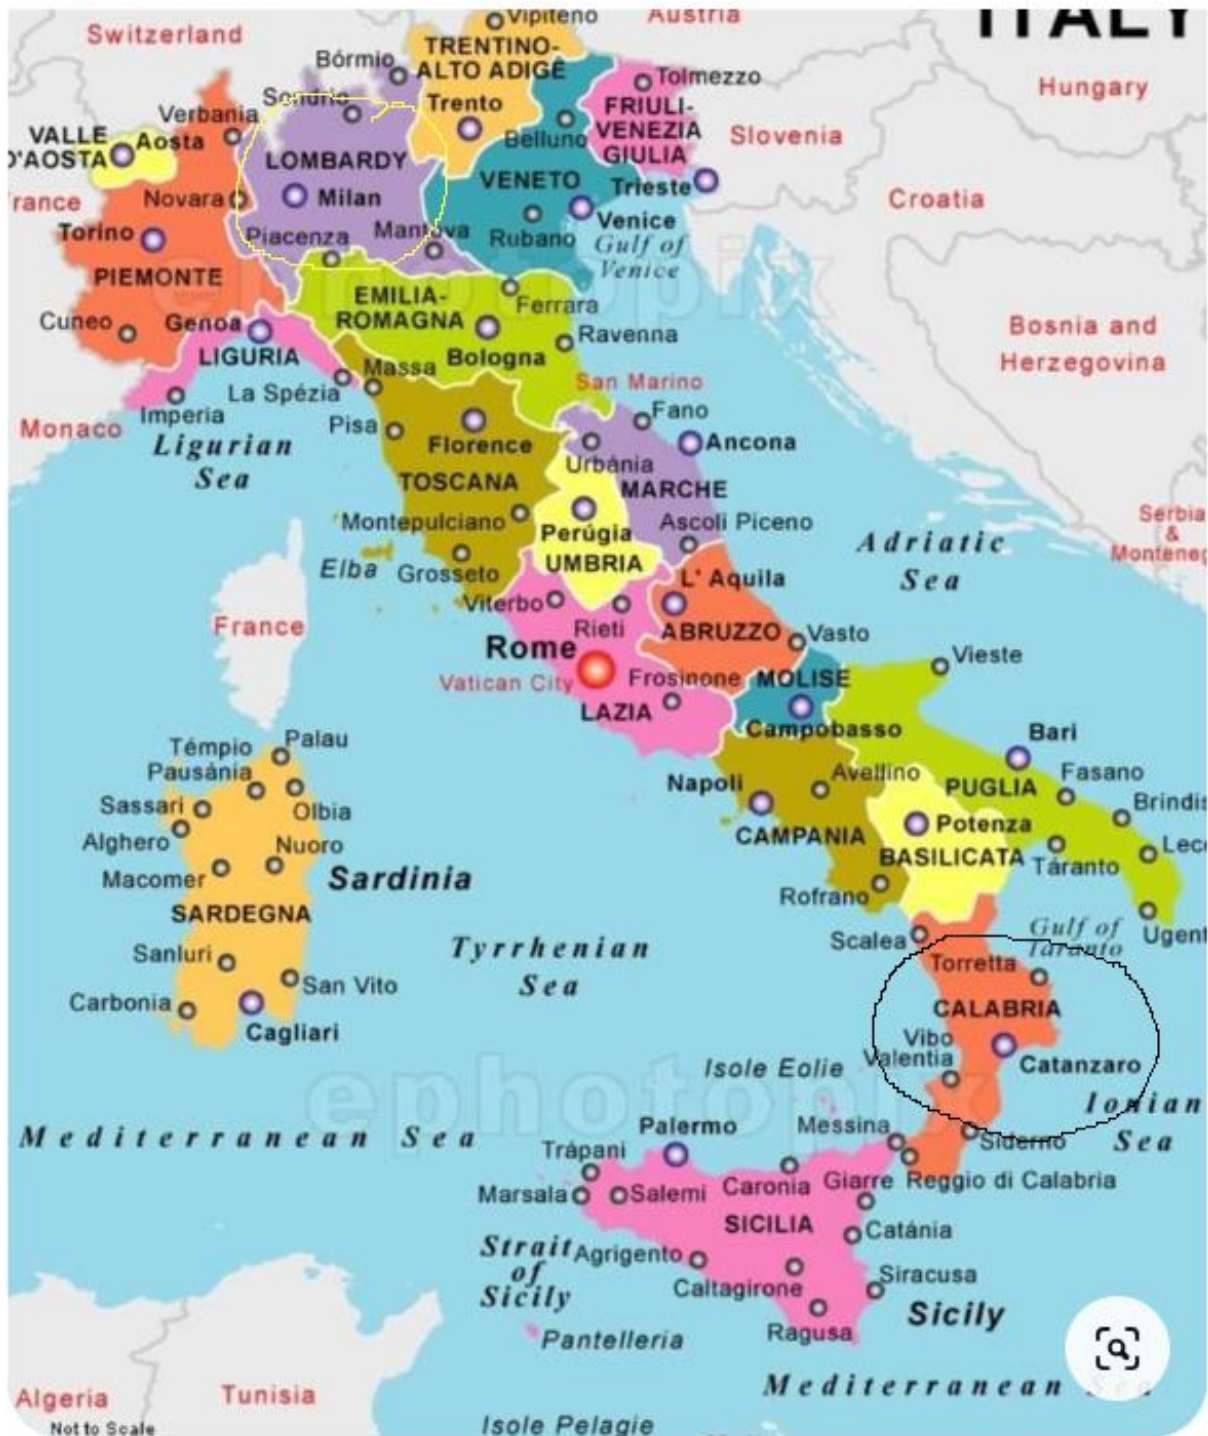 ITALY
Switzerland
Vipiteno
Austria
TRENTINO-
ALTO ADIGE
Bórmio
Tolmezzo
Hungary
Sondrio
Verbania
Trento
FRIULI-
VENEZIA
GIULIA
Belluno
Slovenia
VALLE
D'AOSTA
Aosta
LOMBARDY
VENETO
Trieste
Croatia
rance
Novara
Milan
Venice
Torino
Piacenza
Mantova
Rubano
Gulf of
Venice
PIEMONTE
EMILIA-
ROMAGNA
Ferrara
Cuneo
Genoa
Ravenna
Bosnia and
Herzegovina
LIGURIA
Bologna
Massa
La Spézia
San Marino
Imperia
Fano
Monaco
Pisa
Ligurian
Sea
Florence
Ancona
Urbánia
TOSCANA
MARCHE
Montepulciano
Perúgia
Ascoli Piceno
Serbia
&
Monteneg
Adriatic
Sea
Elba
Grosseto
UMBRIA
L' Aquila
Viterbo
Rieti
ABRUZZO
Vasto
France
Rome
Vatican City
Frosinone
MOLISE
Vieste
LAZIA
Campobasso
Témpio
Pausánia
Palau
Bari
Napoli
Avellino
PUGLIA
Fasano
Sassari
Olbia
Brindis
Alghero
Nuoro
CAMPANIA
Potenza
BASILICATA
Táranto
Lecc
Macomer
Sardinia
Rofrano
SARDEGNA
Scalea
Gulf of
Taranto
Ugent
Sanluri
Tyrrhenian
Sea
Torretta
San Vito
Carbonia
CALABRIA
Cagliari
Vibo
Valentia
Catanzaro
Isole Eolie
ephotopix
ephotopix
Ionian
Sea
Mediterranean Sea
Palermo
Messina
Siderno
Trápani
Marsala
Salemi
Caronia
Giarre
Reggio di Calabria
SICILIA
Catánia
Strait
of
Sicily
Agrigento
Caltagirone
Siracusa
Sicily
Ragusa
Pantelleria
Mediterranean Sea
Algeria
Tunisia
Not to Scale
Isole Pelagie